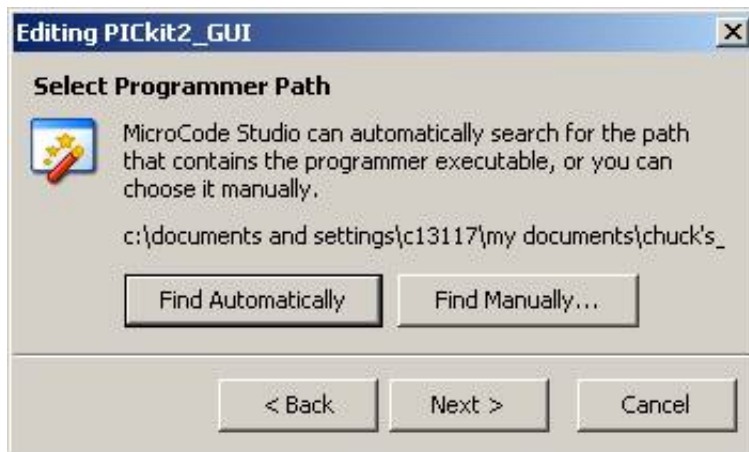 Editing PICkit2_GUI
Select Programmer Path
MicroCode Studio can automatically search for the path
that contains the programmer executable, or you can
choose it manually.
c:\documents and settings\c13117\my documents\chuck's_
Find Automatically
Find Manually...
< Back
Next >
Cancel